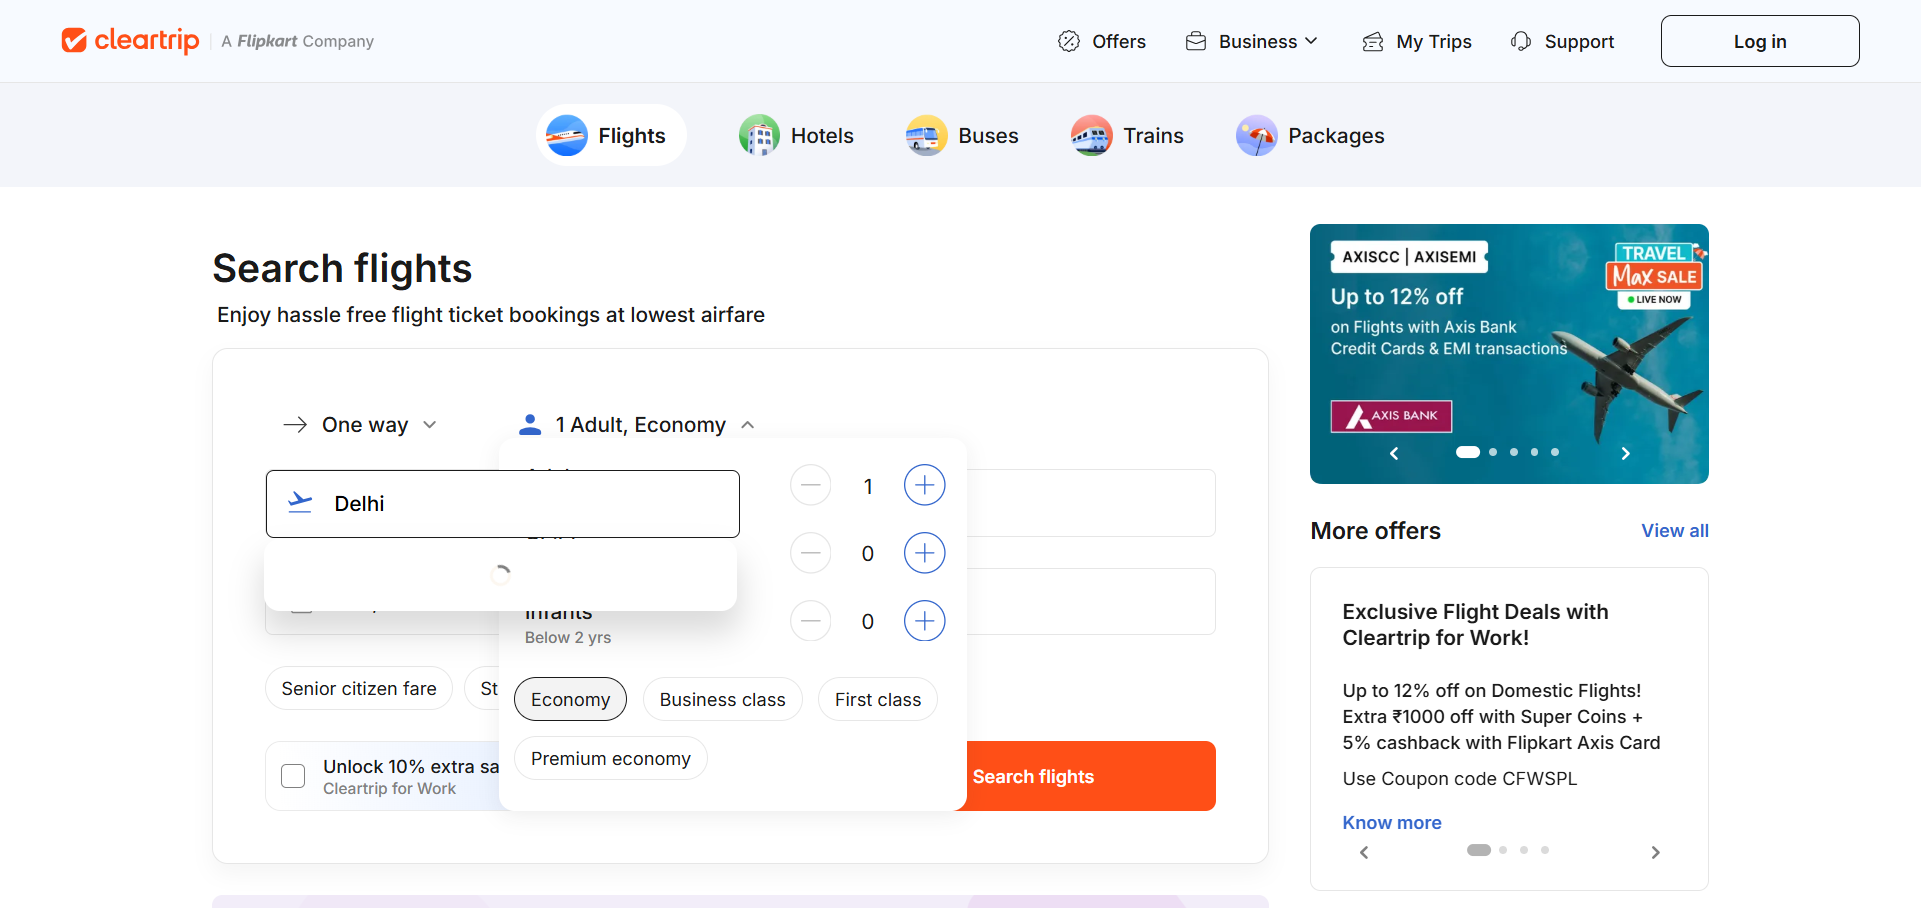 cleartrip
A Flipkart Company
Offers
Business
My Trips
Support
Log in
Flights
Hotels
Buses
Trains
Packages
Search flights
Enjoy hassle free flight ticket bookings at lowest airfare
One way
1 Adult, Economy
Delhi
1
0
Infants
Below 2 yrs
0
Senior citizen fare
St
Economy
Business class
First class
Premium economy
Unlock 10% extra sa
Cleartrip for Work
Search flights
AXISCC | AXISEMI
TRAVEL
Max SALE
LIVE NOW
Up to 12% off
on Flights with Axis Bank
Credit Cards & EMI transactions
AXIS BANK
More offers
View all
Exclusive Flight Deals with
Cleartrip for Work!
Up to 12% off on Domestic Flights!
Extra ₹1000 off with Super Coins +
5% cashback with Flipkart Axis Card
Use Coupon code CFWSPL
Know more